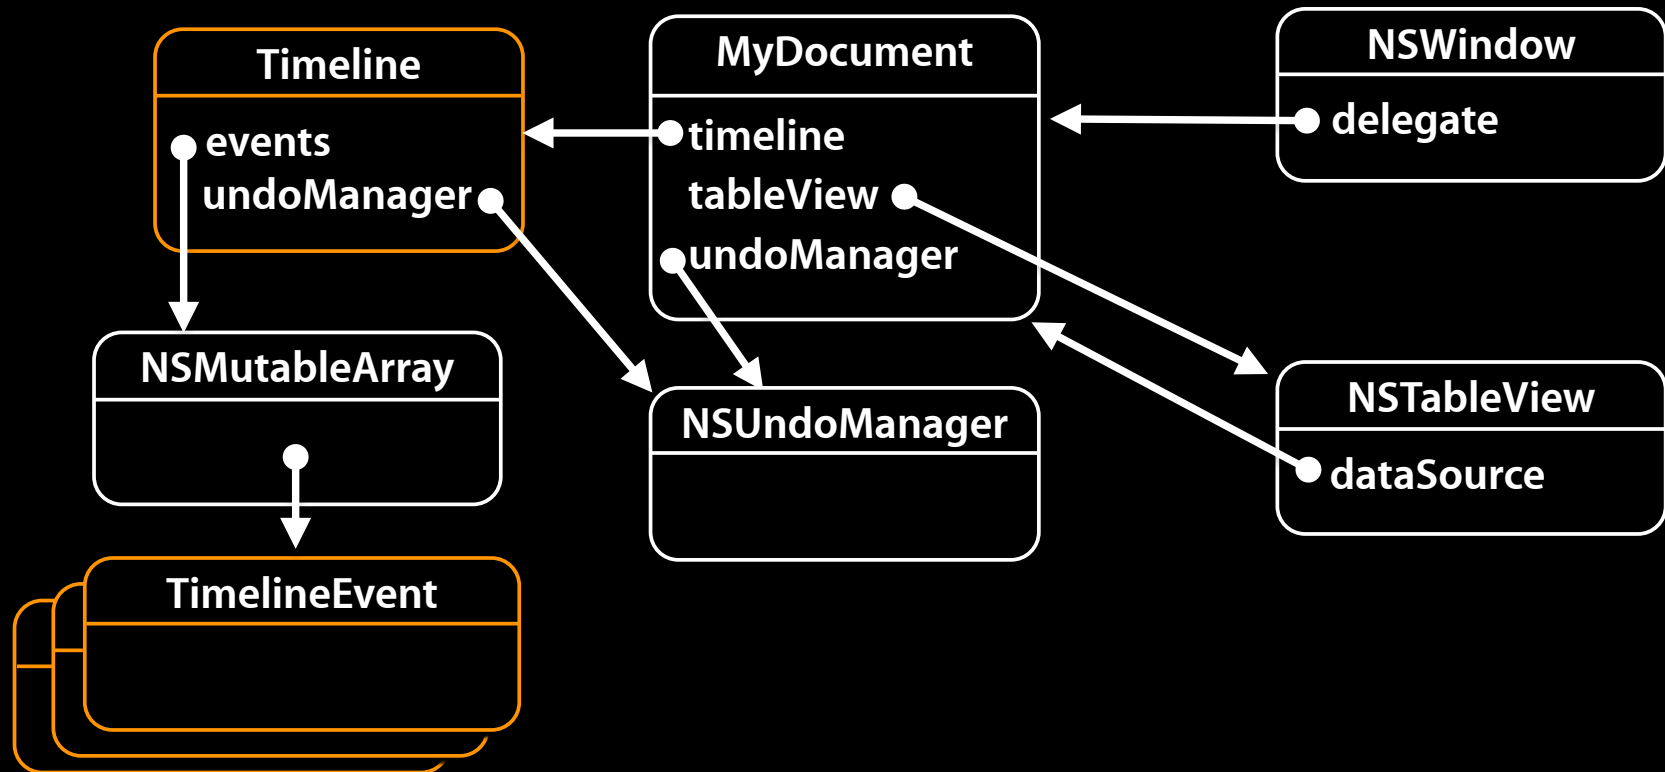 Timeline
events
undoManager
MyDocument
timeline
tableView
undoManager
NSWindow
delegate
NSMutableArray
NSUndoManager
NSTableView
dataSource
TimelineEvent